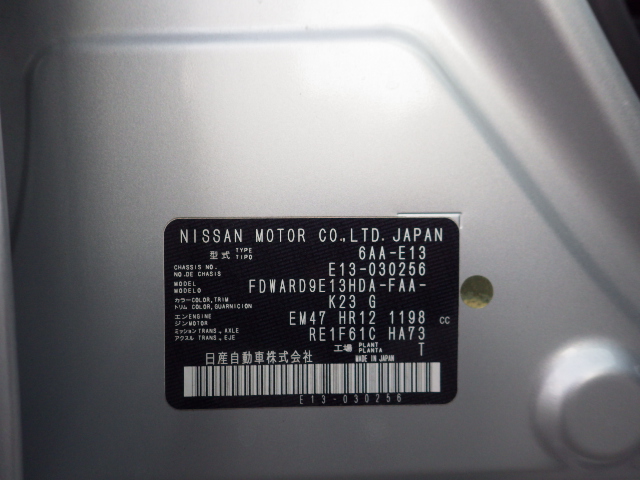 NISSAN MOTOR CO.,LTD. JAPAN
型式 TYPE TIPO 6AA-E13
CHASSIS NO. NO.DE CHASIS E13-030256
MODEL MODELO FDWARD9E13HDA-FAA-
カラー COLOR,TRIM トリム COLOR,GUARNICION K23 G
エンジン ENGINE ジンMOTOR EM47 HR12 1198 cc
ミッション TRANS., AXLE アクスル TRANS., EJE RE1F61C HA73
日産自動車株式会社 工場 PLANT PLANTA T
MADE IN JAPAN
E13-030256